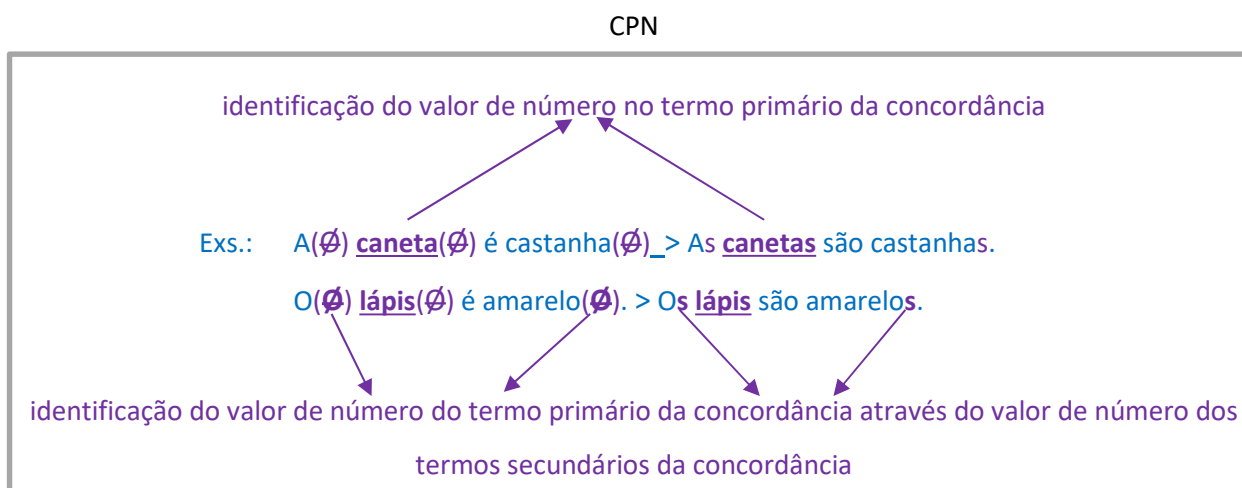 CPN
identificação do valor de número no termo primário da concordância
Exs.: A(Ø) caneta(Ø) é castanha(Ø)_> As canetas são castanhas.
O(Ø) lápis(Ø) é amarelo(Ø). > Os lápis são amarelos.
identificação do valor de número do termo primário da concordância através do valor de número dos
termos secundários da concordância